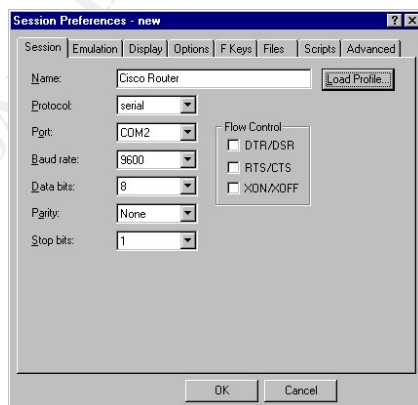 Session Preferences - new
Session Emulation Display Options F Keys Files Scripts Advanced
Name: Cisco Router Load Profile...
Protocol: serial
Port: COM2
Flow Control
DTR/DSR
Baud rate: 9600
RTS/CTS
Data bits: 8
XON/XOFF
Parity: None
Stop bits: 1
OK Cancel